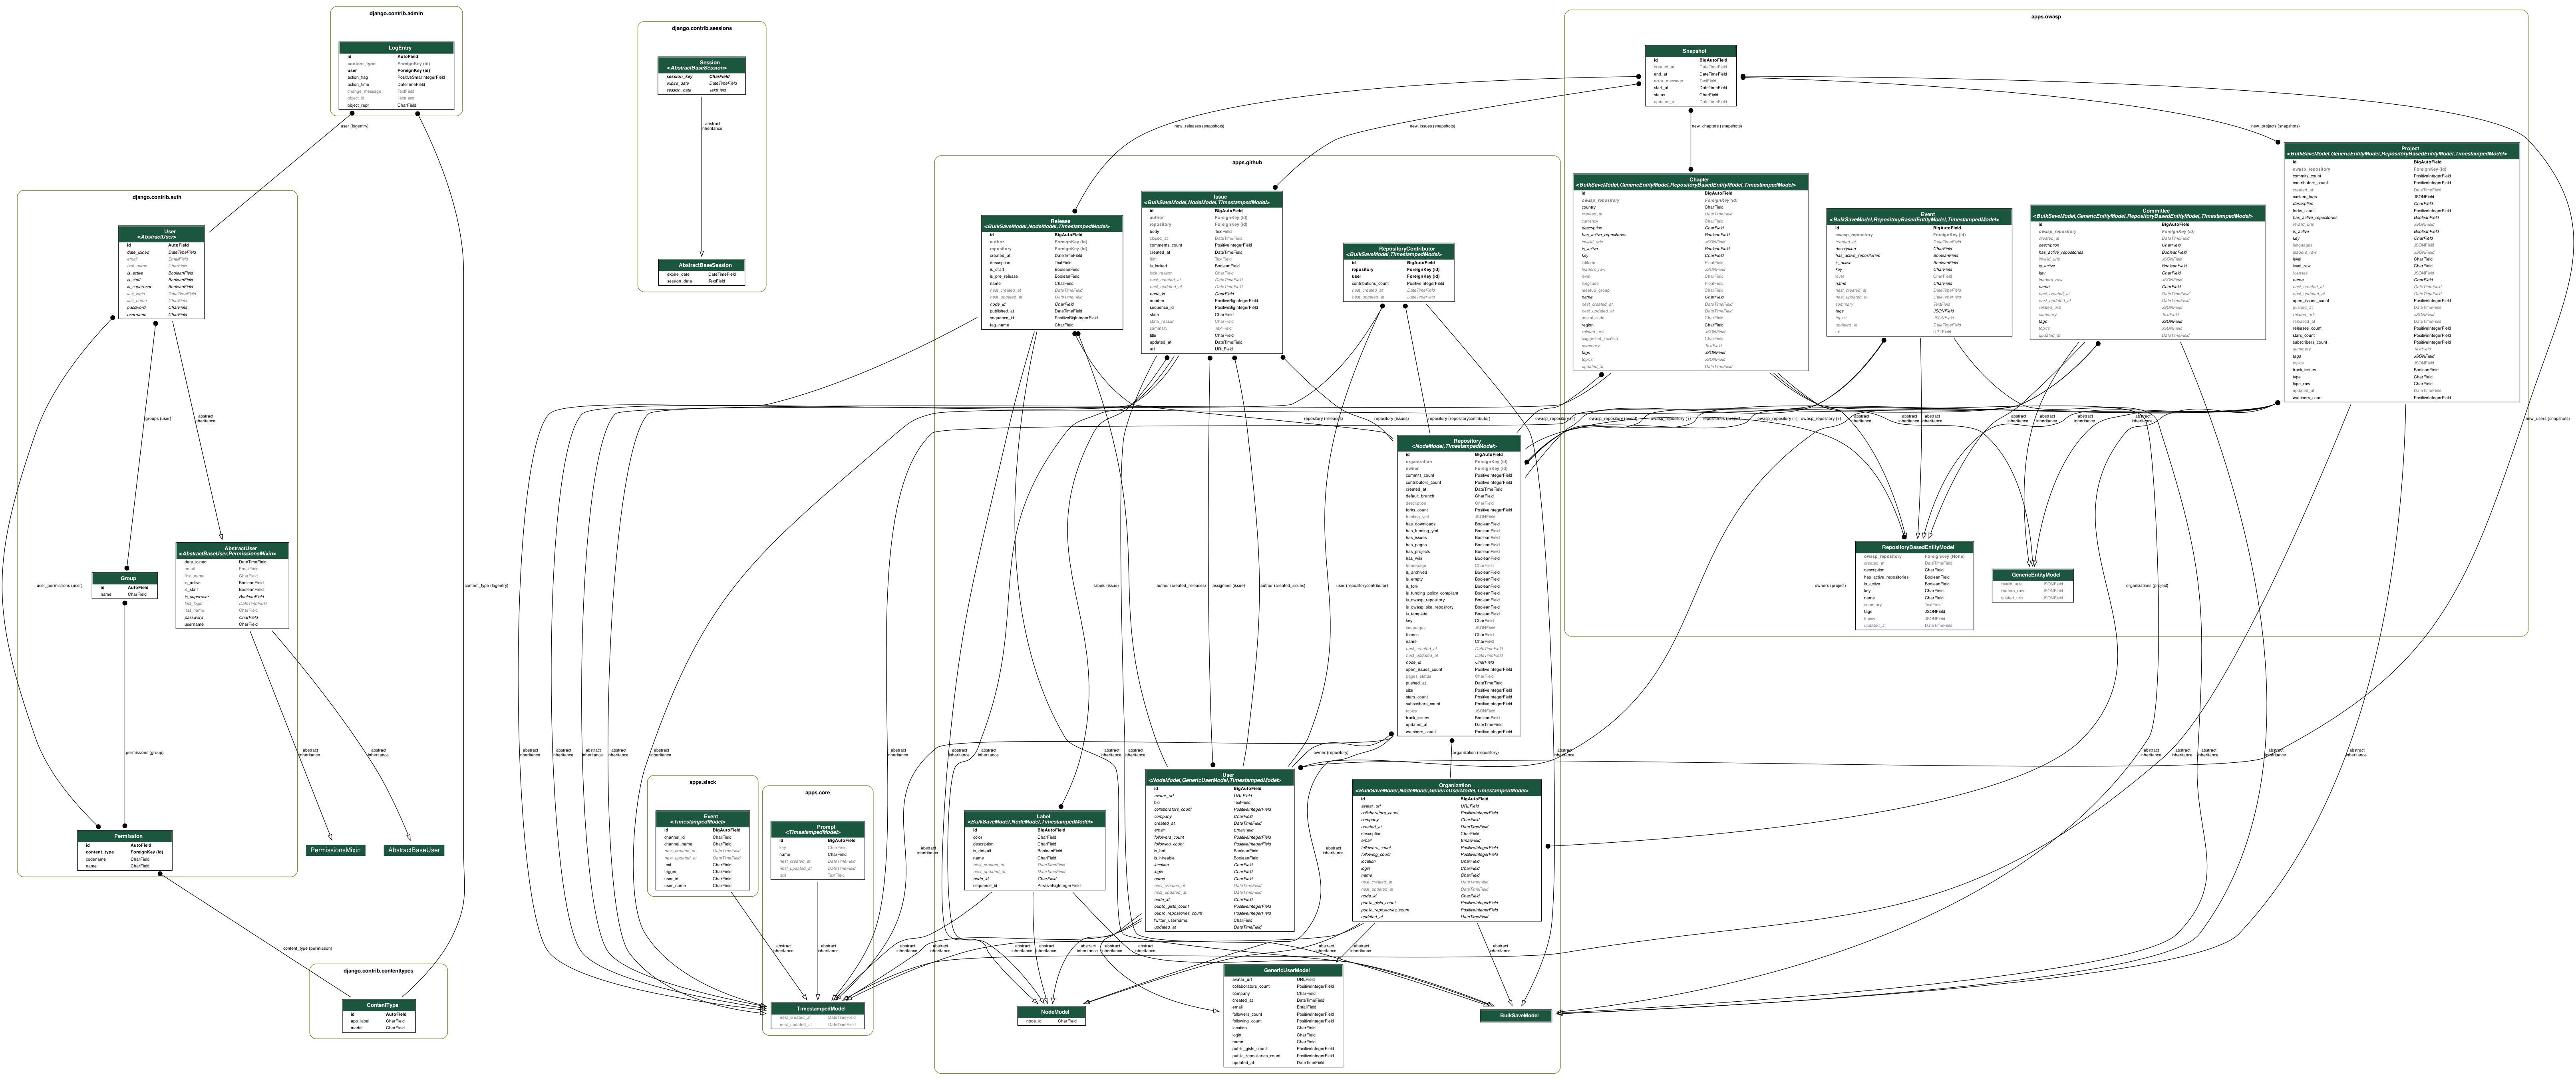 django.contrib.admin
LogEntry
id AutoField
content_type ForeignKey (id)
user ForeignKey (id)
action_flag PositiveSmallIntegerField
action_time DateTimeField
change_message TextField
object_id TextField
object_repr CharField
user (logentry)
content_type (logentry)
django.contrib.auth
User
<AbstractUser>
id AutoField
date_joined DateTimeField
email EmailField
first_name CharField
is_active BooleanField
is_staff BooleanField
is_superuser BooleanField
last_login DateTimeField
last_name CharField
password CharField
username CharField
groups (user)
abstract
inheritance
user_permissions (user)
AbstractUser
<AbstractBaseUser,PermissionsMixin>
date_joined DateTimeField
email EmailField
first_name CharField
is_active BooleanField
is_staff BooleanField
is_superuser BooleanField
last_login DateTimeField
last_name CharField
password CharField
username CharField
Group
id AutoField
name CharField
permissions (group)
abstract
inheritance
abstract
inheritance
Permission
id AutoField
content_type ForeignKey (id)
codename CharField
name CharField
PermissionsMixin
AbstractBaseUser
content_type (permission)
django.contrib.contenttypes
ContentType
id AutoField
app_label CharField
model CharField
django.contrib.sessions
Session
<AbstractBaseSession>
session_key CharField
expire_date DateTimeField
session_data TextField
abstract
inheritance
AbstractBaseSession
expire_date DateTimeField
session_data TextField
apps.slack
Event
<TimestampedModel>
id BigAutoField
channel_id CharField
channel_name CharField
nest_created_at DateTimeField
nest_updated_at DateTimeField
text CharField
trigger CharField
user_id CharField
user_name CharField
apps.core
Prompt
<TimestampedModel>
id BigAutoField
key CharField
name CharField
nest_created_at DateTimeField
nest_updated_at DateTimeField
text TextField
abstract
inheritance
abstract
inheritance
TimestampedModel
nest_created_at DateTimeField
nest_updated_at DateTimeField
apps.github
Release
<BulkSaveModel,NodeModel,TimestampedModel>
id BigAutoField
author ForeignKey (id)
repository ForeignKey (id)
created_at DateTimeField
description TextField
is_draft BooleanField
is_pre_release BooleanField
name CharField
nest_created_at DateTimeField
nest_updated_at DateTimeField
node_id CharField
published_at DateTimeField
sequence_id PositiveBigIntegerField
tag_name CharField
Issue
<BulkSaveModel,NodeModel,TimestampedModel>
id BigAutoField
author ForeignKey (id)
repository ForeignKey (id)
body TextField
closed_at DateTimeField
comments_count PositiveIntegerField
created_at DateTimeField
hint TextField
is_locked BooleanField
lock_reason CharField
nest_created_at DateTimeField
nest_updated_at DateTimeField
node_id CharField
number PositiveBigIntegerField
sequence_id PositiveBigIntegerField
state CharField
state_reason CharField
summary TextField
title CharField
updated_at DateTimeField
url URLField
RepositoryContributor
<BulkSaveModel,TimestampedModel>
id BigAutoField
repository ForeignKey (id)
user ForeignKey (id)
contributions_count PositiveIntegerField
nest_created_at DateTimeField
nest_updated_at DateTimeField
repository (releases)
repository (issues)
repository (repositorycontributor)
Repository
<NodeModel,TimestampedModel>
id BigAutoField
organization ForeignKey (id)
owner ForeignKey (id)
commits_count PositiveIntegerField
contributors_count PositiveIntegerField
created_at DateTimeField
default_branch CharField
description CharField
forks_count PositiveIntegerField
funding_yml JSONField
has_downloads BooleanField
has_funding_yml BooleanField
has_issues BooleanField
has_pages BooleanField
has_projects BooleanField
has_wiki BooleanField
homepage CharField
is_archived BooleanField
is_empty BooleanField
is_fork BooleanField
is_funding_policy_compliant BooleanField
is_owasp_repository BooleanField
is_owasp_site_repository BooleanField
is_template BooleanField
key CharField
languages JSONField
license CharField
name CharField
nest_created_at DateTimeField
nest_updated_at DateTimeField
node_id CharField
open_issues_count PositiveIntegerField
pages_status CharField
pushed_at DateTimeField
size PositiveIntegerField
stars_count PositiveIntegerField
subscribers_count PositiveIntegerField
topics JSONField
track_issues BooleanField
updated_at DateTimeField
watchers_count PositiveIntegerField
labels (issue)
author (created_releases)
assignees (issue)
author (created_issues)
user (repositorycontributor)
owner (repository)
organization (repository)
Label
<BulkSaveModel,NodeModel,TimestampedModel>
id BigAutoField
color CharField
description CharField
is_default BooleanField
name CharField
nest_created_at DateTimeField
nest_updated_at DateTimeField
node_id CharField
sequence_id PositiveBigIntegerField
User
<NodeModel,GenericUserModel,TimestampedModel>
id BigAutoField
avatar_url URLField
bio TextField
collaborators_count PositiveIntegerField
company CharField
created_at DateTimeField
email EmailField
followers_count PositiveIntegerField
following_count PositiveIntegerField
is_bot BooleanField
is_hireable BooleanField
location CharField
login CharField
name CharField
nest_created_at DateTimeField
nest_updated_at DateTimeField
node_id CharField
public_gists_count PositiveIntegerField
public_repositories_count PositiveIntegerField
twitter_username CharField
updated_at DateTimeField
Organization
<BulkSaveModel,NodeModel,GenericUserModel,TimestampedModel>
id BigAutoField
avatar_url URLField
collaborators_count PositiveIntegerField
company CharField
created_at DateTimeField
description CharField
email EmailField
followers_count PositiveIntegerField
following_count PositiveIntegerField
location CharField
login CharField
name CharField
nest_created_at DateTimeField
nest_updated_at DateTimeField
node_id CharField
public_gists_count PositiveIntegerField
public_repositories_count PositiveIntegerField
updated_at DateTimeField
NodeModel
node_id CharField
GenericUserModel
avatar_url URLField
collaborators_count PositiveIntegerField
company CharField
created_at DateTimeField
email EmailField
followers_count PositiveIntegerField
following_count PositiveIntegerField
location CharField
login CharField
name CharField
public_gists_count PositiveIntegerField
public_repositories_count PositiveIntegerField
updated_at DateTimeField
BulkSaveModel
apps.owasp
Snapshot
id BigAutoField
created_at DateTimeField
end_at DateTimeField
error_message TextField
start_at DateTimeField
status CharField
updated_at DateTimeField
new_releases (snapshots)
new_issues (snapshots)
new_chapters (snapshots)
new_projects (snapshots)
new_users (snapshots)
Chapter
<BulkSaveModel,GenericEntityModel,RepositoryBasedEntityModel,TimestampedModel>
id BigAutoField
owasp_repository ForeignKey (id)
country CharField
created_at DateTimeField
currency CharField
description CharField
has_active_repositories BooleanField
invalid_urls JSONField
is_active BooleanField
key CharField
latitude FloatField
leaders_raw JSONField
level CharField
longitude FloatField
meetup_group CharField
name CharField
nest_created_at DateTimeField
nest_updated_at DateTimeField
postal_code CharField
region CharField
related_urls JSONField
suggested_location CharField
summary TextField
tags JSONField
topics JSONField
updated_at DateTimeField
Event
<BulkSaveModel,RepositoryBasedEntityModel,TimestampedModel>
id BigAutoField
owasp_repository ForeignKey (id)
created_at DateTimeField
description CharField
has_active_repositories BooleanField
is_active BooleanField
key CharField
level CharField
name CharField
nest_created_at DateTimeField
nest_updated_at DateTimeField
summary TextField
tags JSONField
topics JSONField
updated_at DateTimeField
url URLField
Committee
<BulkSaveModel,GenericEntityModel,RepositoryBasedEntityModel,TimestampedModel>
id BigAutoField
owasp_repository ForeignKey (id)
created_at DateTimeField
description CharField
has_active_repositories BooleanField
invalid_urls JSONField
is_active BooleanField
key CharField
leaders_raw JSONField
name CharField
nest_created_at DateTimeField
nest_updated_at DateTimeField
related_urls JSONField
summary TextField
tags JSONField
topics JSONField
updated_at DateTimeField
Project
<BulkSaveModel,GenericEntityModel,RepositoryBasedEntityModel,TimestampedModel>
id BigAutoField
owasp_repository ForeignKey (id)
commits_count PositiveIntegerField
contributors_count PositiveIntegerField
created_at DateTimeField
custom_tags JSONField
description CharField
forks_count PositiveIntegerField
has_active_repositories BooleanField
invalid_urls JSONField
is_active BooleanField
key CharField
languages JSONField
leaders_raw JSONField
level CharField
level_raw CharField
licenses JSONField
name CharField
nest_created_at DateTimeField
nest_updated_at DateTimeField
open_issues_count PositiveIntegerField
pushed_at DateTimeField
related_urls JSONField
released_at DateTimeField
releases_count PositiveIntegerField
stars_count PositiveIntegerField
subscribers_count PositiveIntegerField
summary TextField
tags JSONField
topics JSONField
track_issues BooleanField
type CharField
type_raw CharField
updated_at DateTimeField
watchers_count PositiveIntegerField
owasp_repository (+)
repositories (project)
owners (project)
organizations (project)
RepositoryBasedEntityModel
owasp_repository ForeignKey (None)
created_at DateTimeField
description CharField
has_active_repositories BooleanField
is_active BooleanField
key CharField
name CharField
summary TextField
tags JSONField
topics JSONField
updated_at DateTimeField
GenericEntityModel
invalid_urls JSONField
leaders_raw JSONField
related_urls JSONField